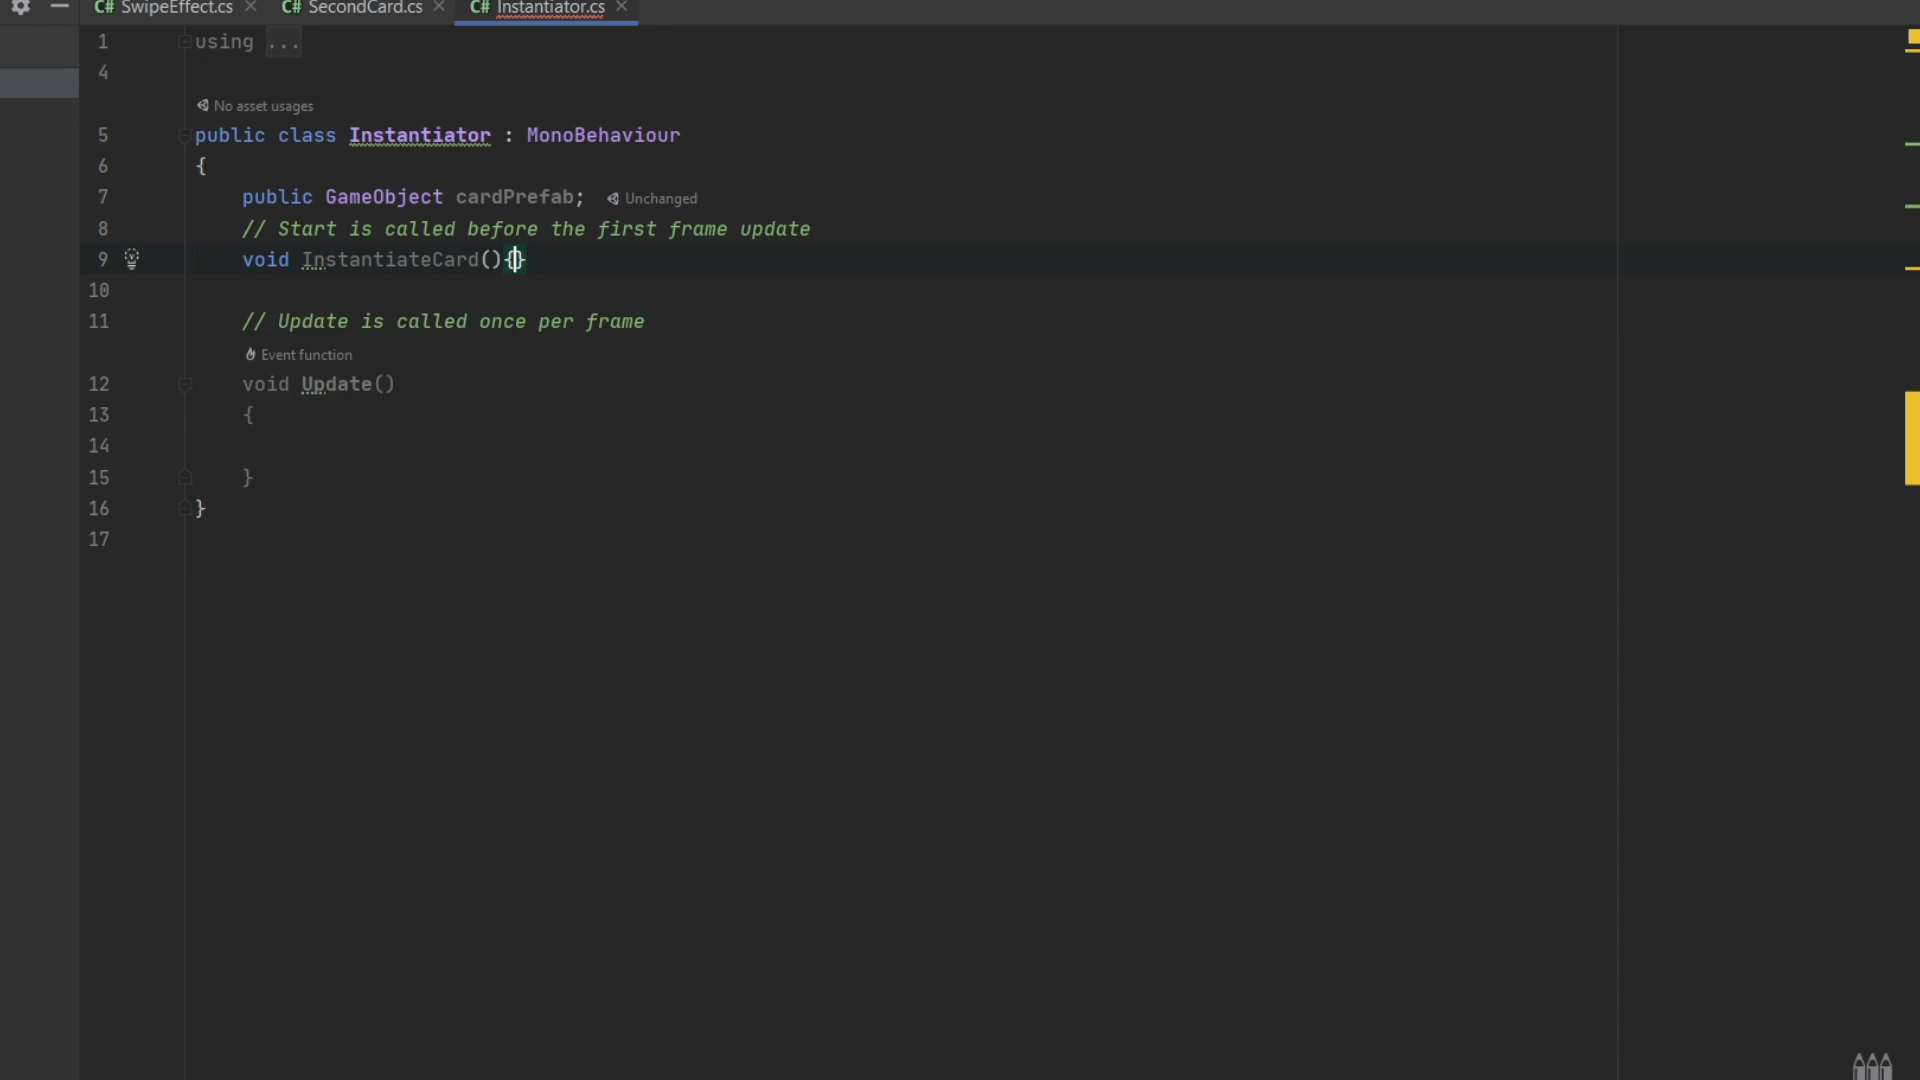 C# SwipeEffect.cs × C# SecondCard.cs × C# Instantiator.cs ×
1 using ...
4
No asset usages
5 public class Instantiator : MonoBehaviour
6 {
7 public GameObject cardPrefab; Unchanged
8 // Start is called before the first frame update
9 void InstantiateCard(){}
10
11 // Update is called once per frame
Event function
12 void Update()
13 {
14
15 }
16 }
17